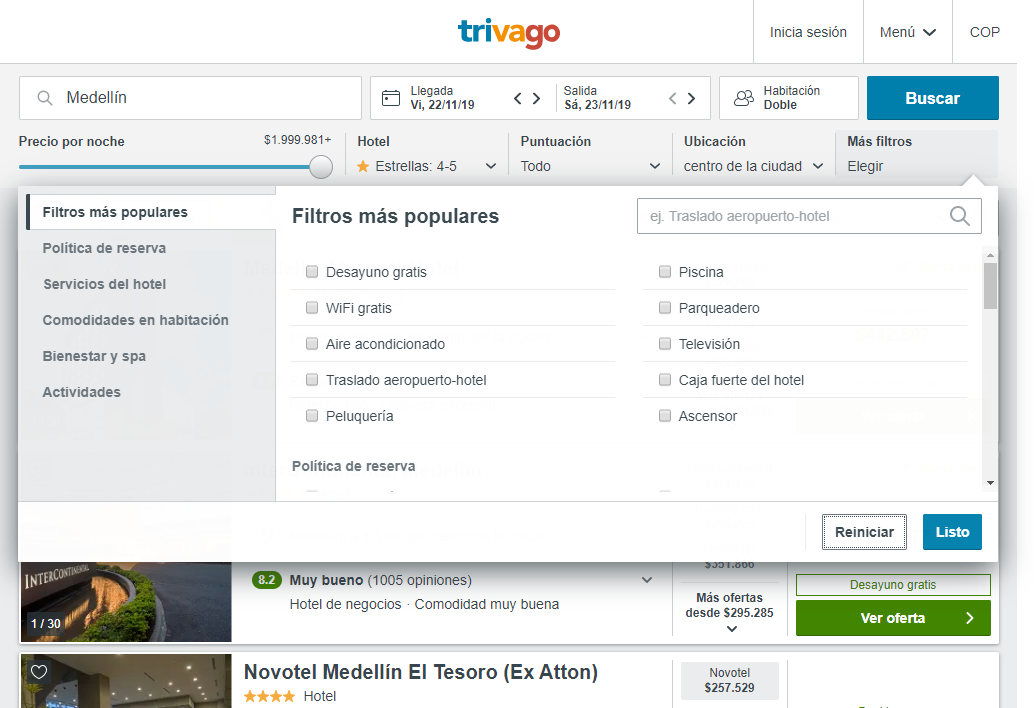 trivago
Inicia sesión
Menú
COP
Medellín
Llegada
Vi, 22/11/19
Salida
Sá, 23/11/19
Habitación
Doble
Buscar
Precio por noche
$1.999.981+
Hotel
Estrellas: 4-5
Puntuación
Todo
Ubicación
centro de la ciudad
Más filtros
Elegir
Filtros más populares
Política de reserva
Servicios del hotel
Comodidades en habitación
Bienestar y spa
Actividades
Filtros más populares
ej. Traslado aeropuerto-hotel
Desayuno gratis
Piscina
WiFi gratis
Parqueadero
Aire acondicionado
Televisión
Traslado aeropuerto-hotel
Caja fuerte del hotel
Peluquería
Ascensor
Política de reserva
Reiniciar
Listo
INTERCONTINENTAL
1 / 30
8.2 Muy bueno (1005 opiniones)
Hotel de negocios · Comodidad muy buena
$351.866
Más ofertas
desde $295.285
Desayuno gratis
Ver oferta
Novotel Medellín El Tesoro (Ex Atton)
Hotel
Novotel
$257.529